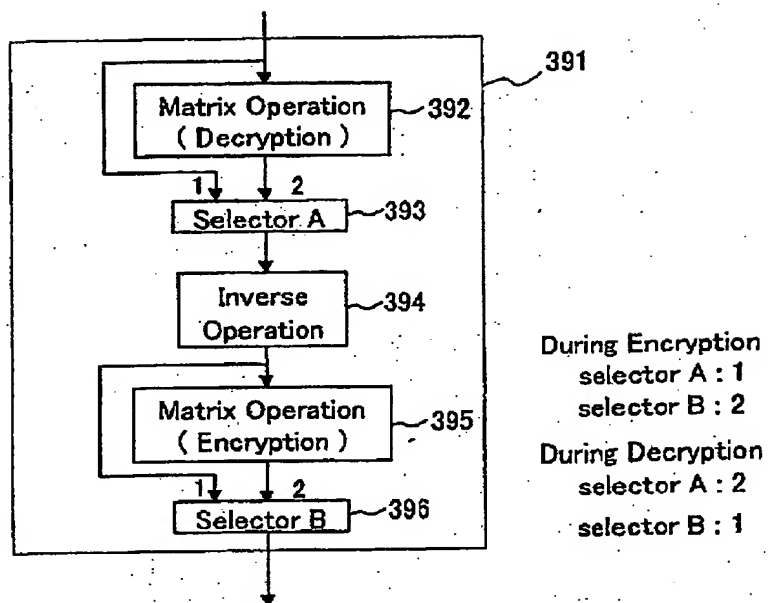 391
Matrix Operation
( Decryption )
392
1
2
Selector A
393
Inverse
Operation
394
Matrix Operation
( Encryption )
395
1
2
Selector B
396
During Encryption
selector A : 1
selector B : 2
During Decryption
selector A : 2
selector B : 1